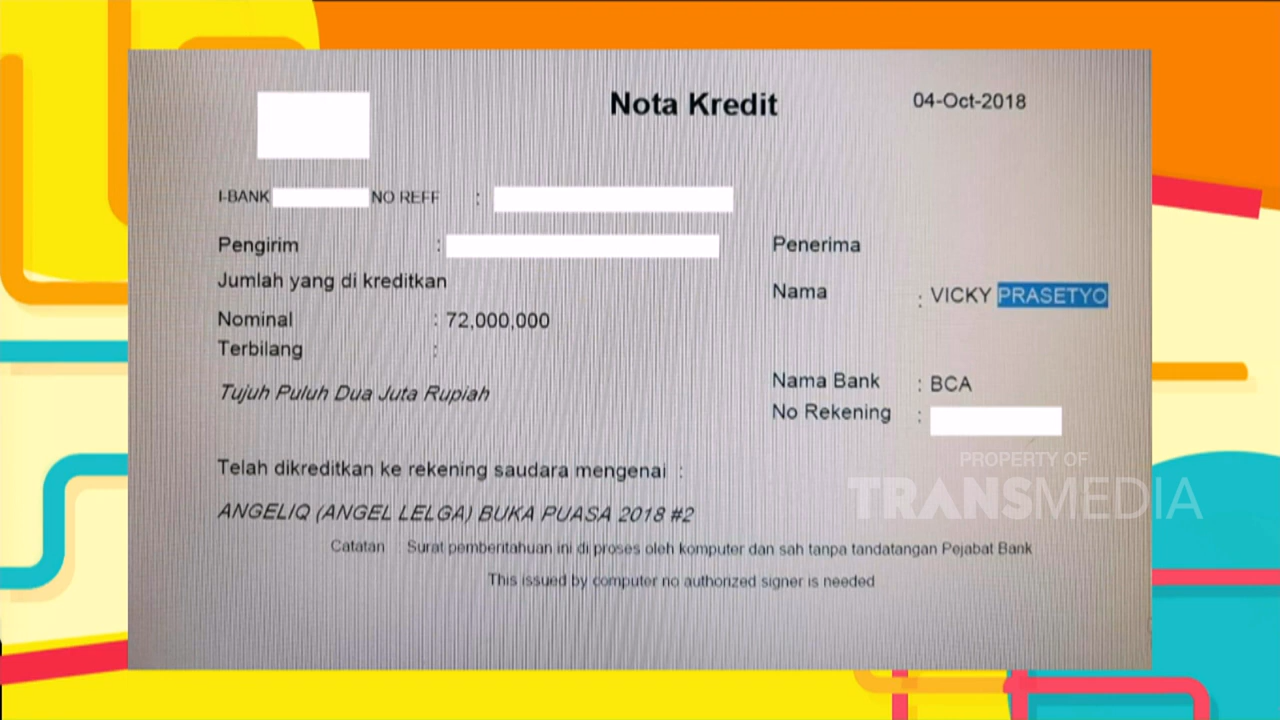 Nota Kredit
04-Oct-2018
I-BANK NO REFF :
Pengirim :
Jumlah yang di kreditkan
Nominal : 72,000,000
Terbilang :
Tujuh Puluh Dua Juta Rupiah
Penerima
Nama : VICKY PRASETYO
Nama Bank : BCA
No Rekening :
Telah dikreditkan ke rekening saudara mengenai :
ANGELIQ (ANGEL LELGA) BUKA PUASA 2018 #2
Catatan : Surat pemberitahuan ini di proses oleh komputer dan sah tanpa tandatangan Pejabat Bank
This issued by computer no authorized signer is needed
PROPERTY OF
TRANSMEDIA